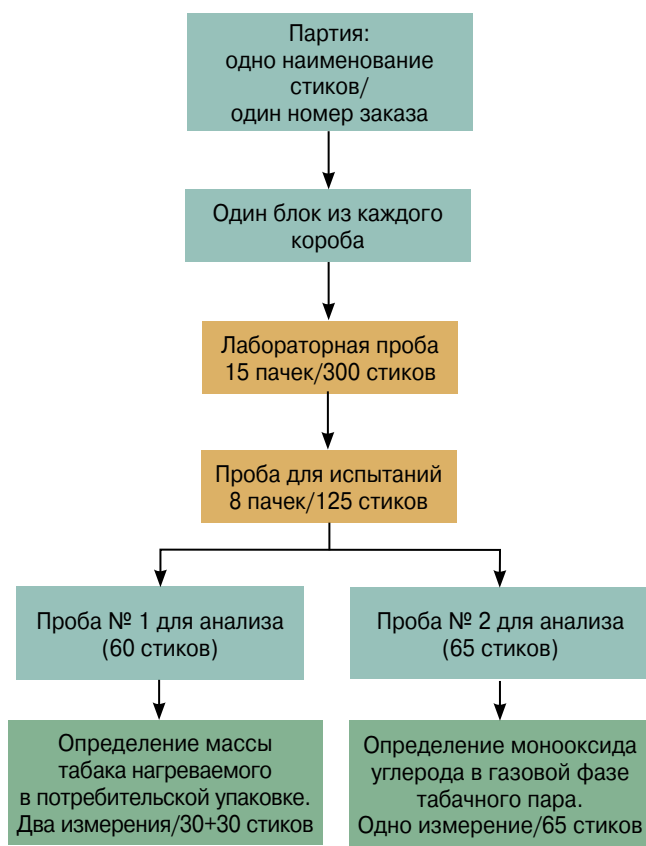 Партия:
одно наименование
стиков/
один номер заказа
Один блок из каждого
короба
Лабораторная проба
15 пачек/300 стиков
Проба для испытаний
8 пачек/125 стиков
Проба № 1 для анализа
(60 стиков)
Проба № 2 для анализа
(65 стиков)
Определение массы
табака нагреваемого
в потребительской упаковке.
Два измерения/30+30 стиков
Определение монооксида
углерода в газовой фазе
табачного пара.
Одно измерение/65 стиков